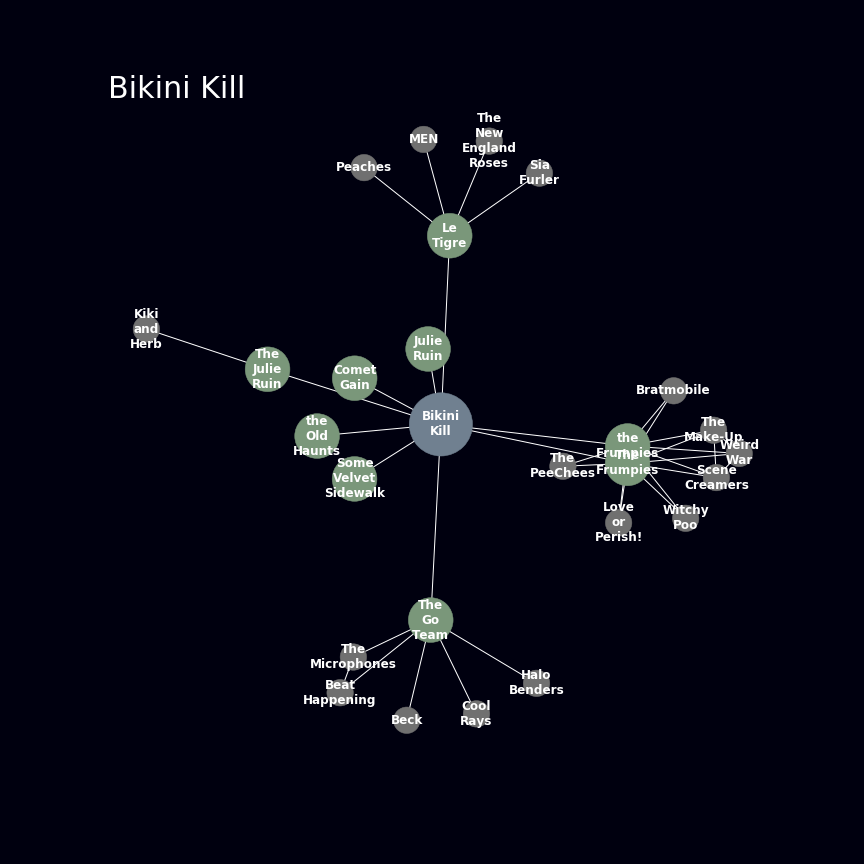 Bikini Kill
The
New
England
Roses
MEN
Peaches
Sia
Furler
Le
Tigre
Kiki
and
Herb
The
Julie
Ruin
Comet
Gain
Julie
Ruin
Bikini
Kill
the
Old
Haunts
Some
Velvet
Sidewalk
Bratmobile
The
Make-Up
Weird
War
the
Frumpies
The
Frumpies
The
PeeChees
Scene
Creamers
Love
or
Perish!
Witchy
Poo
The
Go
Team
The
Microphones
Beat
Happening
Beck
Cool
Rays
Halo
Benders